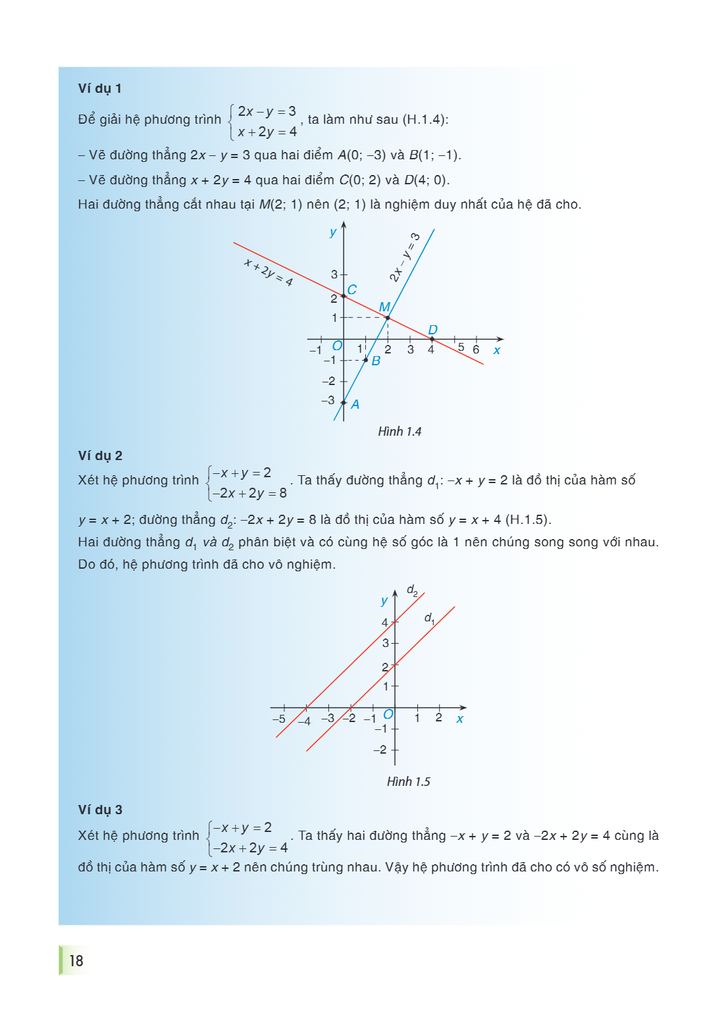 Ví dụ 1
Để giải hệ phương trình { 2x – y = 3
x + 2y = 4 , ta làm như sau (H.1.4):
– Vẽ đường thẳng 2x – y = 3 qua hai điểm A(0; –3) và B(1; –1).
– Vẽ đường thẳng x + 2y = 4 qua hai điểm C(0; 2) và D(4; 0).
Hai đường thẳng cắt nhau tại M(2; 1) nên (2; 1) là nghiệm duy nhất của hệ đã cho.
y
x + 2y = 4
2x – y = 3
3
C
2
M
1
D
–1 O 1 2 3 4 5 6 x
–1 B
–2
–3 A
Hình 1.4
Ví dụ 2
Xét hệ phương trình { –x + y = 2
–2x + 2y = 8 . Ta thấy đường thẳng d1: –x + y = 2 là đồ thị của hàm số
y = x + 2; đường thẳng d2: –2x + 2y = 8 là đồ thị của hàm số y = x + 4 (H.1.5).
Hai đường thẳng d1 và d2 phân biệt và có cùng hệ số góc là 1 nên chúng song song với nhau.
Do đó, hệ phương trình đã cho vô nghiệm.
y d2
4 d1
3
2
1
–5 –4 –3 –2 –1 O 1 2 x
–1
–2
Hình 1.5
Ví dụ 3
Xét hệ phương trình { –x + y = 2
–2x + 2y = 4 . Ta thấy hai đường thẳng –x + y = 2 và –2x + 2y = 4 cùng là
đồ thị của hàm số y = x + 2 nên chúng trùng nhau. Vậy hệ phương trình đã cho có vô số nghiệm.
18